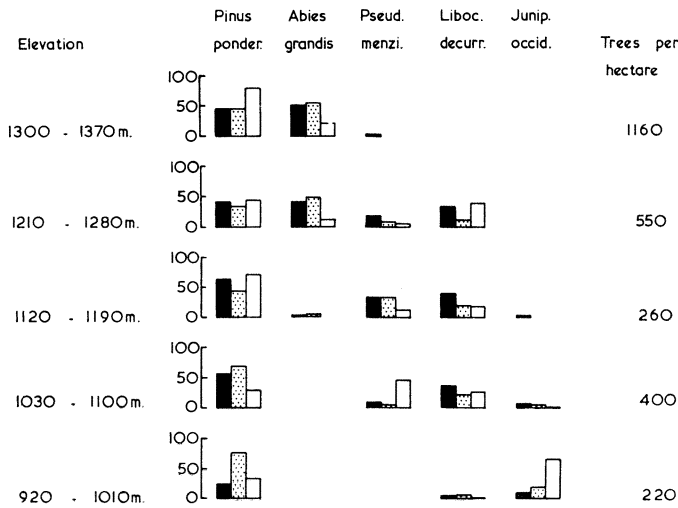 Elevation
Pinus ponder.
Abies grandis
Pseud. menzi.
Liboc. decurr.
Junip. occid.
Trees per hectare
100
50
0
1300 - 1370m.
1160
100
50
0
1210 - 1280m.
550
100
50
0
1120 - 1190m.
260
100
50
0
1030 - 1100m.
400
100
50
0
920 - 1010m.
220